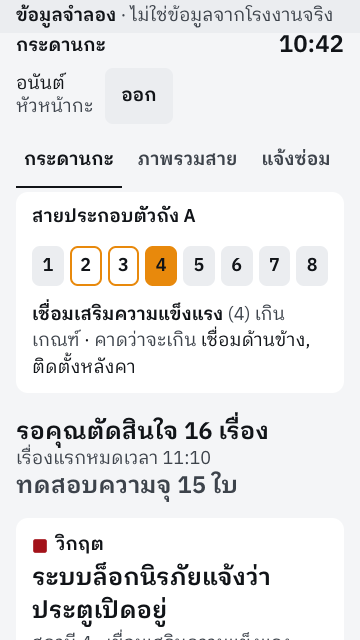 ข้อมูลจำลอง · ไม่ใช่ข้อมูลจากโรงงานจริง
กระดานกะ 10:42
อนันต์
หัวหน้ากะ
ออก
กระดานกะ ภาพรวมสาย แจ้งซ่อม
สายประกอบตัวถัง A
1 2 3 4 5 6 7 8
เชื่อมเสริมความแข็งแรง (4) เกิน
เกณฑ์ · คาดว่าจะเกิน เชื่อมด้านข้าง,
ติดตั้งหลังคา
รอคุณตัดสินใจ 16 เรื่อง
เรื่องแรกหมดเวลา 11:10
ทดสอบความจุ 15 ใบ
วิกฤต
ระบบล็อกนิรภัยแจ้งว่า
ประตูเปิดอยู่